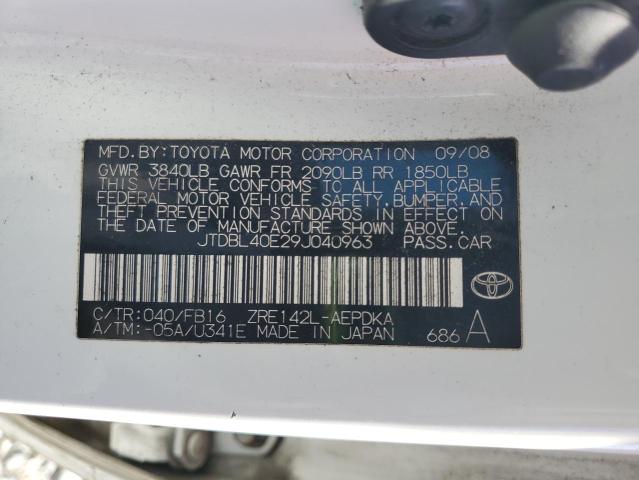 MFD.BY:TOYOTA MOTOR CORPORATION 09/08
GVWR 3840LB GAWR FR 2090LB RR 1850LB
THIS VEHICLE CONFORMS TO ALL APPLICABLE
FEDERAL MOTOR VEHICLE SAFETY,BUMPER,AND
THEFT PREVENTION STANDARDS IN EFFECT ON
THE DATE OF MANUFACTURE SHOWN ABOVE.
JTDBL40E29J040963 PASS.CAR
C/TR:040/FB16 ZRE142L-AEPDKA
A/TM:-05A/U341E MADE IN JAPAN 686 A